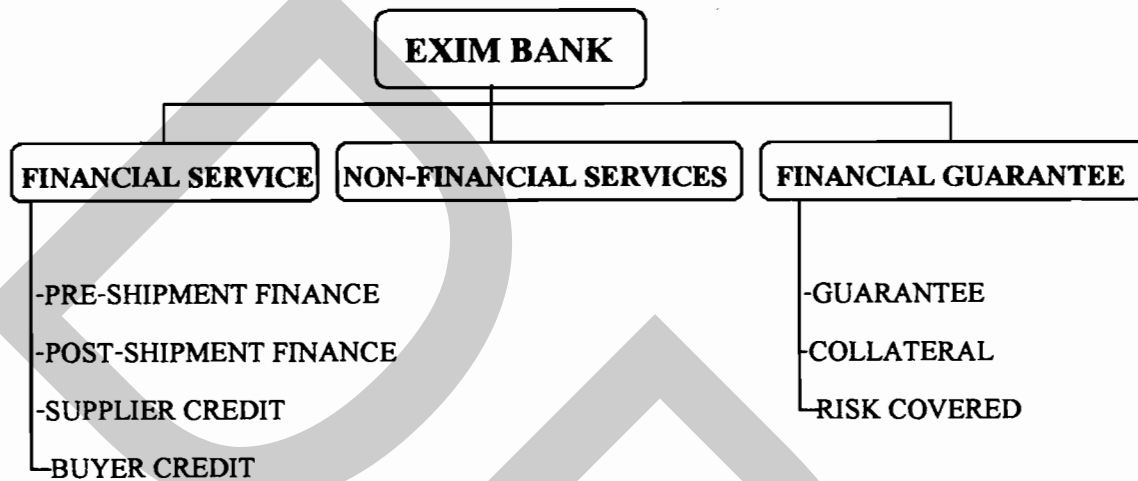 EXIM BANK
FINANCIAL SERVICE
NON-FINANCIAL SERVICES
FINANCIAL GUARANTEE
-PRE-SHIPMENT FINANCE
-POST-SHIPMENT FINANCE
-SUPPLIER CREDIT
-BUYER CREDIT
-GUARANTEE
-COLLATERAL
-RISK COVERED